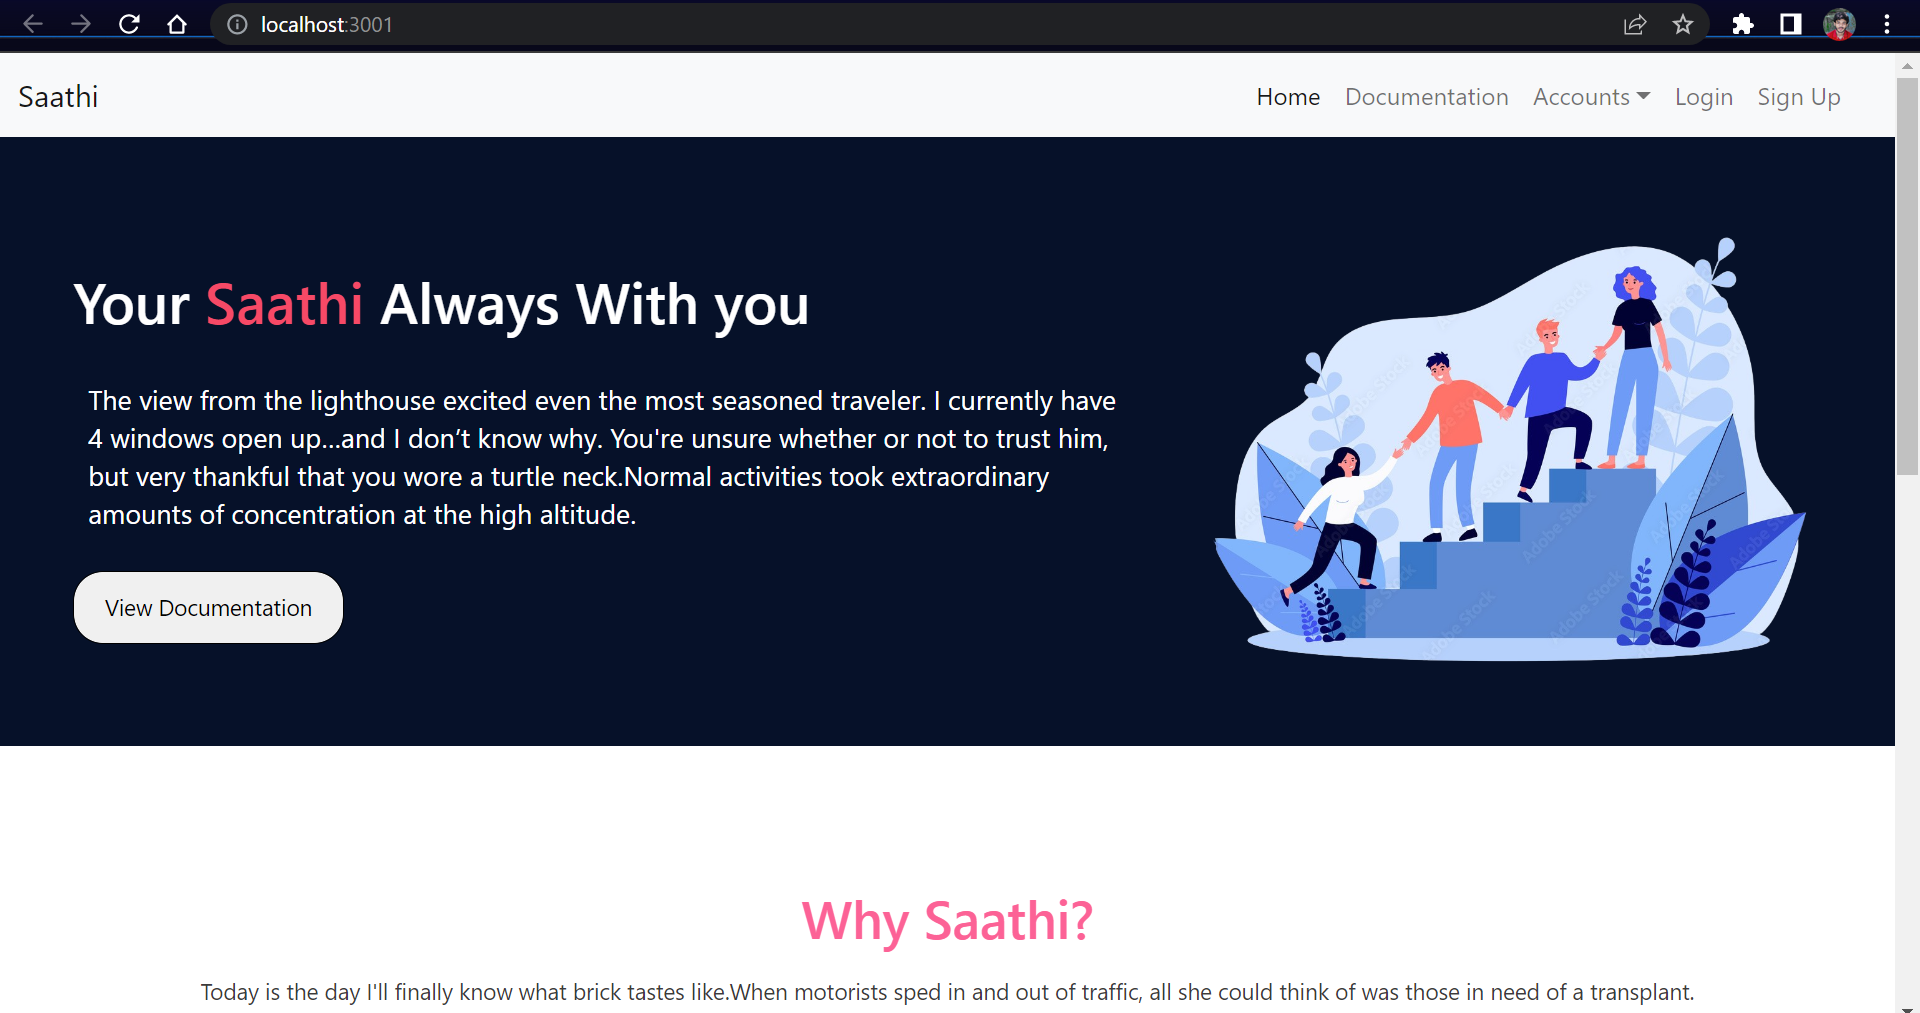 localhost:3001
Saathi
Home Documentation Accounts Login Sign Up
Your Saathi Always With you
The view from the lighthouse excited even the most seasoned traveler. I currently have
4 windows open up…and I don’t know why. You're unsure whether or not to trust him,
but very thankful that you wore a turtle neck.Normal activities took extraordinary
amounts of concentration at the high altitude.
View Documentation
Adobe Stock
Why Saathi?
Today is the day I'll finally know what brick tastes like.When motorists sped in and out of traffic, all she could think of was those in need of a transplant.